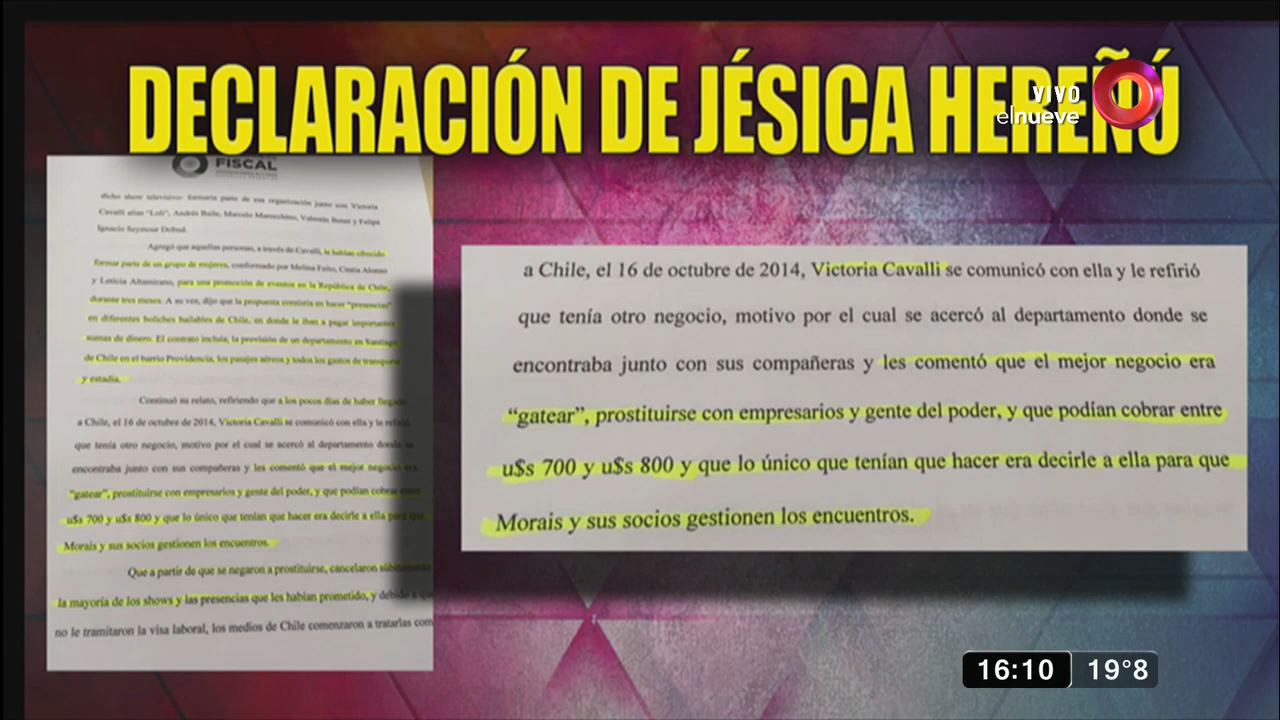 DECLARACIÓN DE JÉSICA HEREÑÚ
VIVO
elnueve
FISCAL
dicho show televisivo: formaría parte de esa organización junto con Victoria
Cavalli alias "Loli", Andrés Baile, Marcelo Marocchino, Valentín Bonet y Felipe
Ignacio Seymour Dobud.
Agregó que aquellas personas, a través de Cavalli, le habían ofrecido
formar parte de un grupo de mujeres, conformado por Melina Feito, Cintia Alonso
y Leticia Altamirano, para una promoción de eventos en la República de Chile,
durante tres meses. A su vez, dijo que la propuesta consistía en hacer "presencias"
en diferentes boliches bailables de Chile, en donde le iban a pagar importantes
sumas de dinero. El contrato incluía, la provisión de un departamento en Santiago
de Chile en el barrio Providencia, los pasajes aéreos y todos los gastos de transporte
y estadía.
Continuó su relato, refiriendo que a los pocos días de haber llegado
a Chile, el 16 de octubre de 2014, Victoria Cavalli se comunicó con ella y le refirió
que tenía otro negocio, motivo por el cual se acercó al departamento donde se
encontraba junto con sus compañeras y les comentó que el mejor negocio era
"gatear", prostituirse con empresarios y gente del poder, y que podían cobrar entre
u$s 700 y u$s 800 y que lo único que tenían que hacer era decirle a ella para que
Morais y sus socios gestionen los encuentros.
Que a partir de que se negaron a prostituirse, cancelaron súbitamente
la mayoría de los shows y las presencias que les habían prometido, y debido a que
no le tramitaron la visa laboral, los medios de Chile comenzaron a tratarlas com
a Chile, el 16 de octubre de 2014, Victoria Cavalli se comunicó con ella y le refirió
que tenía otro negocio, motivo por el cual se acercó al departamento donde se
encontraba junto con sus compañeras y les comentó que el mejor negocio era
"gatear", prostituirse con empresarios y gente del poder, y que podían cobrar entre
u$s 700 y u$s 800 y que lo único que tenían que hacer era decirle a ella para que
Morais y sus socios gestionen los encuentros.
16:10 19°8